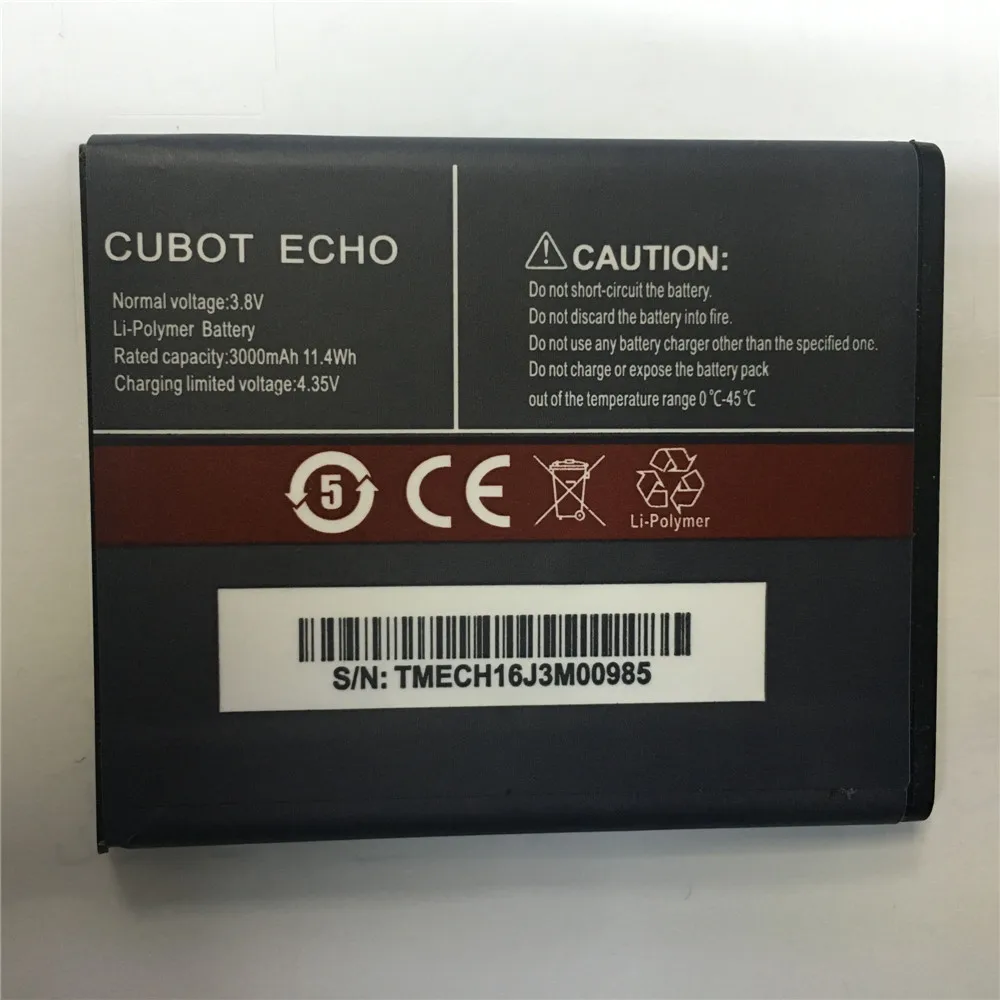 CUBOT ECHO
Normal voltage:3.8V
Li-Polymer Battery
Rated capacity:3000mAh 11.4Wh
Charging limited voltage:4.35V
CAUTION:
Do not short-circuit the battery.
Do not discard the battery into fire.
Do not use any battery charger other than the specified one.
Do not charge or expose the battery pack
out of the temperature range 0℃-45℃
5
CE
Li-Polymer
S/N: TMECH16J3M00985